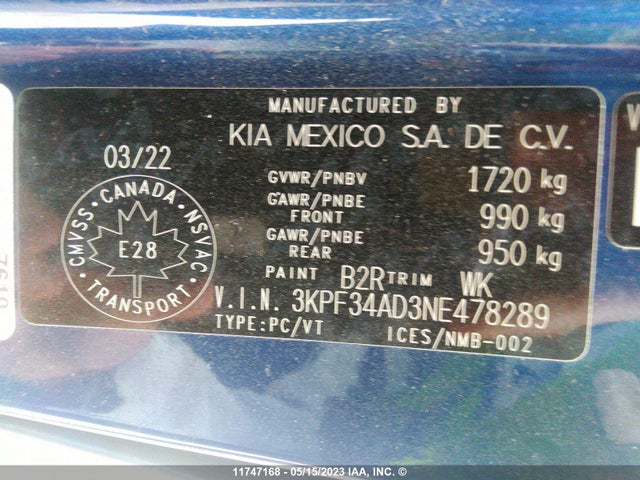 MANUFACTURED BY
KIA MEXICO S.A. DE C.V.
03/22
GVWR/PNBV 1720 kg
GAWR/PNBE FRONT 990 kg
GAWR/PNBE REAR 950 kg
CMVSS • CANADA • NSVAC • TRANSPORT •
E28
PAINT B2R TRIM WK
V.I.N. 3KPF34AD3NE478289
TYPE:PC/VT ICES/NMB-002
11747168 - 05/15/2023 IAA, INC. ©